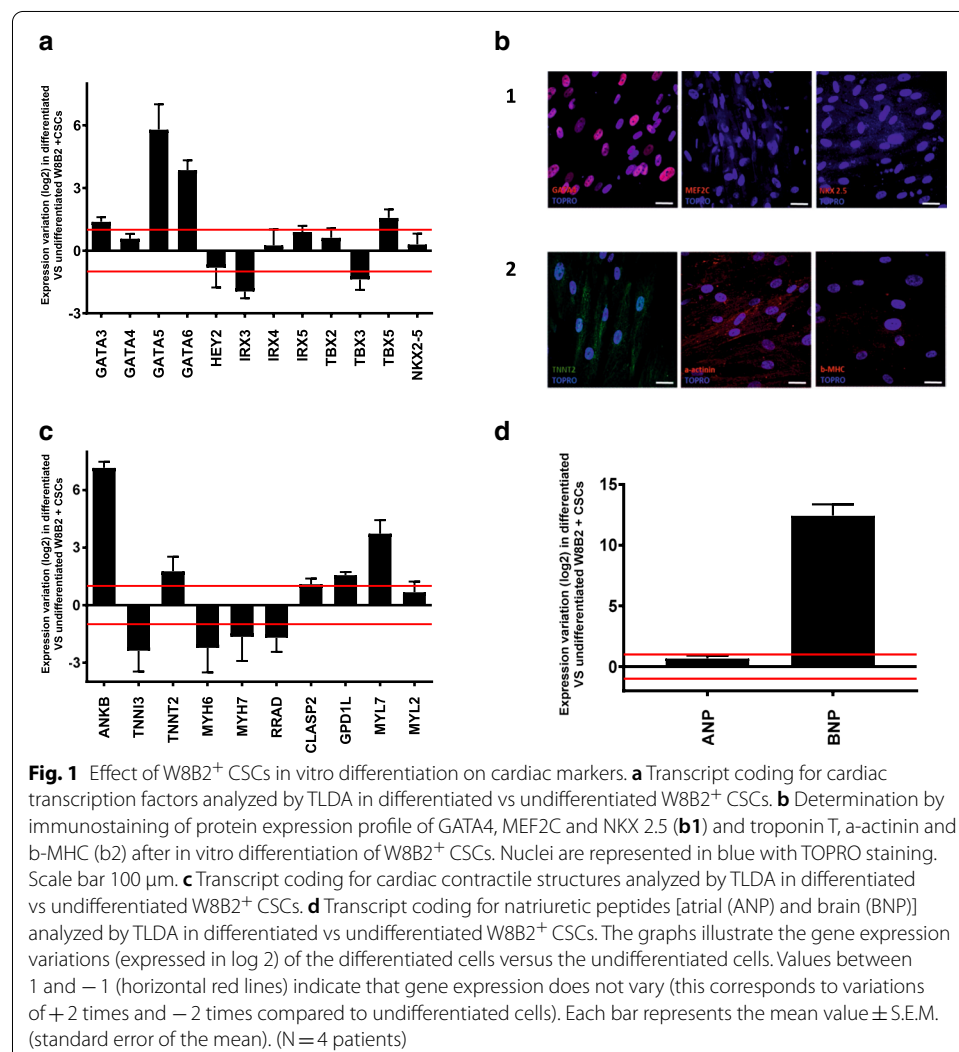 a
Expression variation (log2) in differentiated
VS undifferentiated W8B2 +CSCs
6
3
0
-3
GATA3
GATA4
GATA5
GATA6
HEY2
IRX3
IRX4
IRX5
TBX2
TBX3
TBX5
NKX2-5
b
1
GATA4
TOPRO
MEF2C
TOPRO
NKX 2.5
TOPRO
2
TNNT2
TOPRO
a-actinin
TOPRO
b-MHC
TOPRO
c
Expression variation (log2) in differentiated
VS undifferentiated W8B2 + CSCs
6
3
0
-3
ANKB
TNNI3
TNNT2
MYH6
MYH7
RRAD
CLASP2
GPD1L
MYL7
MYL2
d
Expression variation (log2) in differentiated
VS undifferentiated W8B2 + CSCs
15
10
5
0
ANP
BNP
Fig. 1 Effect of W8B2⁺ CSCs in vitro differentiation on cardiac markers. a Transcript coding for cardiac
transcription factors analyzed by TLDA in differentiated vs undifferentiated W8B2⁺ CSCs. b Determination by
immunostaining of protein expression profile of GATA4, MEF2C and NKX 2.5 (b1) and troponin T, a-actinin and
b-MHC (b2) after in vitro differentiation of W8B2⁺ CSCs. Nuclei are represented in blue with TOPRO staining.
Scale bar 100 μm. c Transcript coding for cardiac contractile structures analyzed by TLDA in differentiated
vs undifferentiated W8B2⁺ CSCs. d Transcript coding for natriuretic peptides [atrial (ANP) and brain (BNP)]
analyzed by TLDA in differentiated vs undifferentiated W8B2⁺ CSCs. The graphs illustrate the gene expression
variations (expressed in log 2) of the differentiated cells versus the undifferentiated cells. Values between
1 and − 1 (horizontal red lines) indicate that gene expression does not vary (this corresponds to variations
of + 2 times and − 2 times compared to undifferentiated cells). Each bar represents the mean value ± S.E.M.
(standard error of the mean). (N = 4 patients)